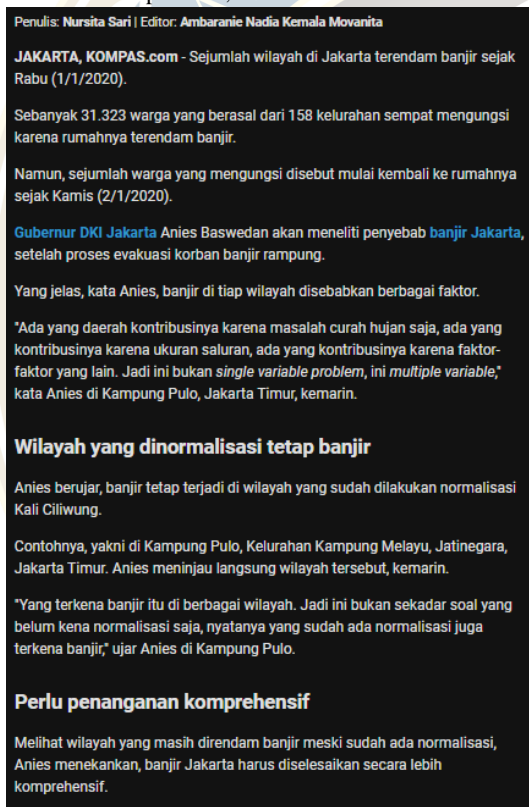 Penulis: Nursita Sari | Editor: Ambaranie Nadia Kemala Movanita
JAKARTA, KOMPAS.com - Sejumlah wilayah di Jakarta terendam banjir sejak
Rabu (1/1/2020).
Sebanyak 31.323 warga yang berasal dari 158 kelurahan sempat mengungsi
karena rumahnya terendam banjir.
Namun, sejumlah warga yang mengungsi disebut mulai kembali ke rumahnya
sejak Kamis (2/1/2020).
Gubernur DKI Jakarta Anies Baswedan akan meneliti penyebab banjir Jakarta,
setelah proses evakuasi korban banjir rampung.
Yang jelas, kata Anies, banjir di tiap wilayah disebabkan berbagai faktor.
"Ada yang daerah kontribusinya karena masalah curah hujan saja, ada yang
kontribusinya karena ukuran saluran, ada yang kontribusinya karena faktor-
faktor yang lain. Jadi ini bukan single variable problem, ini multiple variable,"
kata Anies di Kampung Pulo, Jakarta Timur, kemarin.
Wilayah yang dinormalisasi tetap banjir
Anies berujar, banjir tetap terjadi di wilayah yang sudah dilakukan normalisasi
Kali Ciliwung.
Contohnya, yakni di Kampung Pulo, Kelurahan Kampung Melayu, Jatinegara,
Jakarta Timur. Anies meninjau langsung wilayah tersebut, kemarin.
"Yang terkena banjir itu di berbagai wilayah. Jadi ini bukan sekadar soal yang
belum kena normalisasi saja, nyatanya yang sudah ada normalisasi juga
terkena banjir," ujar Anies di Kampung Pulo.
Perlu penanganan komprehensif
Melihat wilayah yang masih direndam banjir meski sudah ada normalisasi,
Anies menekankan, banjir Jakarta harus diselesaikan secara lebih
komprehensif.